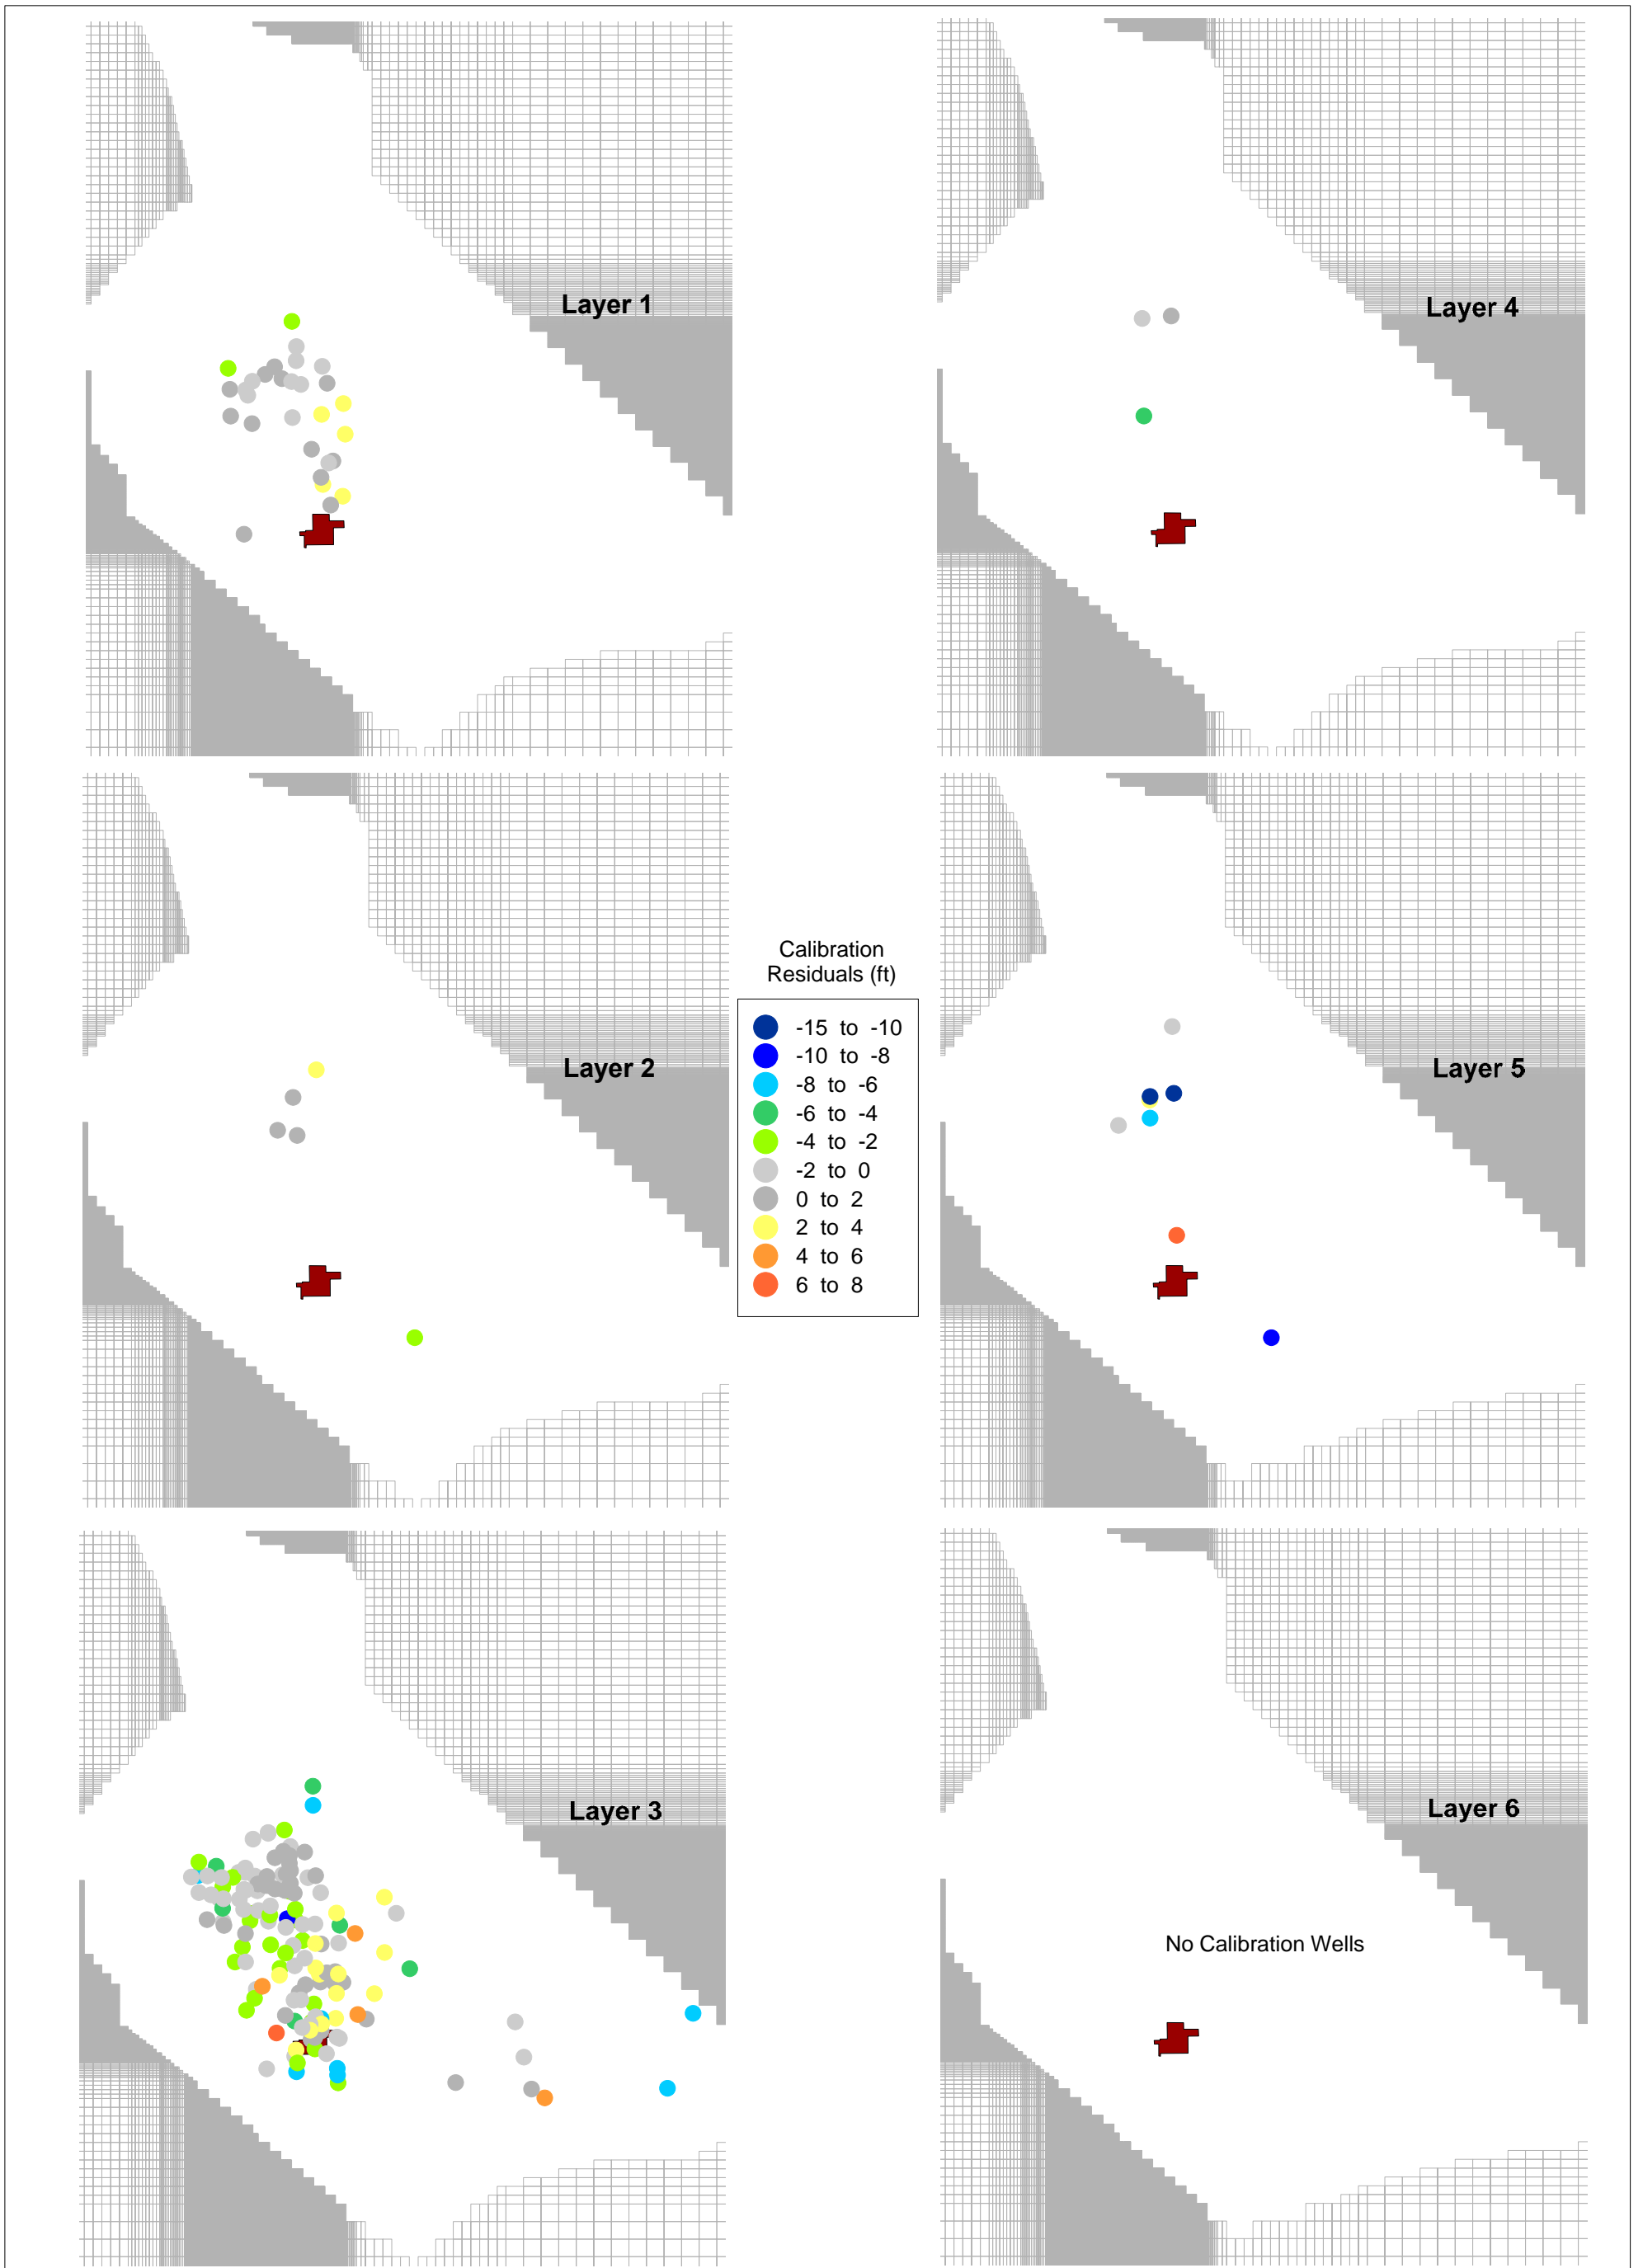 Layer 1
Layer 4
Layer 2
Calibration
Residuals (ft)
-15 to -10
-10 to -8
-8 to -6
-6 to -4
-4 to -2
-2 to 0
0 to 2
2 to 4
4 to 6
6 to 8
Layer 5
Layer 3
Layer 6
No Calibration Wells